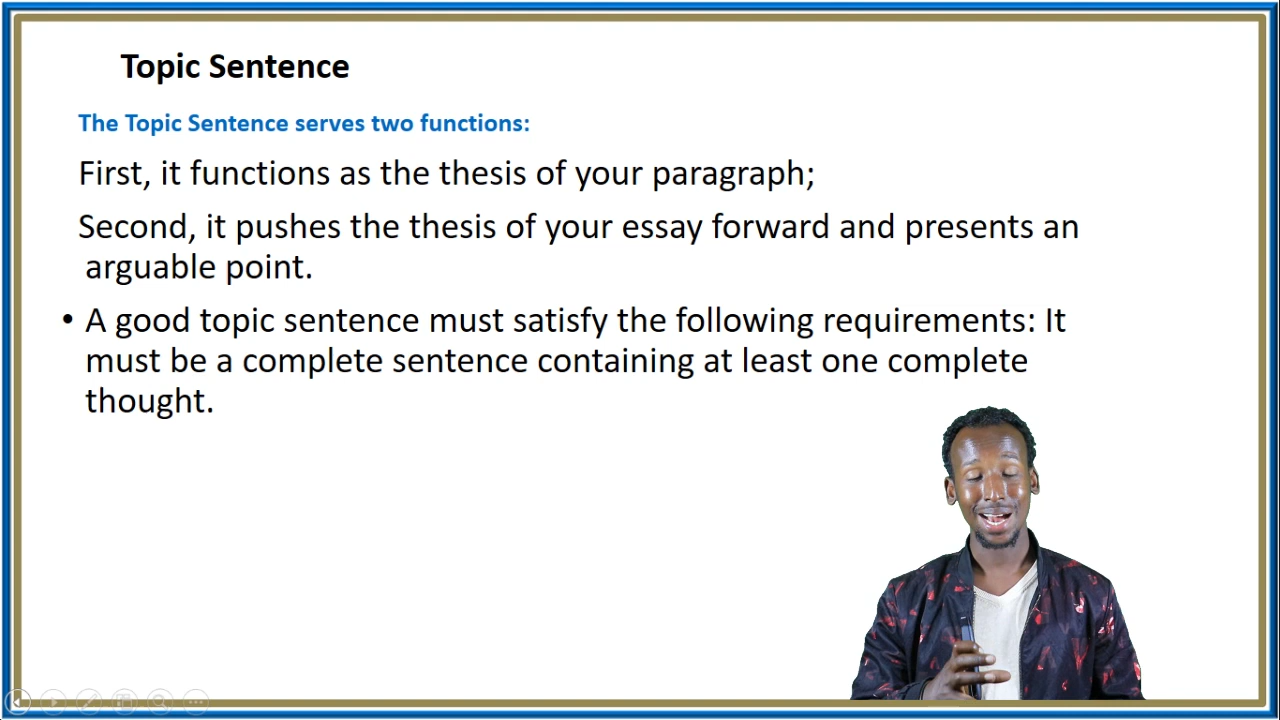 Topic Sentence
The Topic Sentence serves two functions:
First, it functions as the thesis of your paragraph;
Second, it pushes the thesis of your essay forward and presents an
arguable point.
• A good topic sentence must satisfy the following requirements: It
must be a complete sentence containing at least one complete
thought.